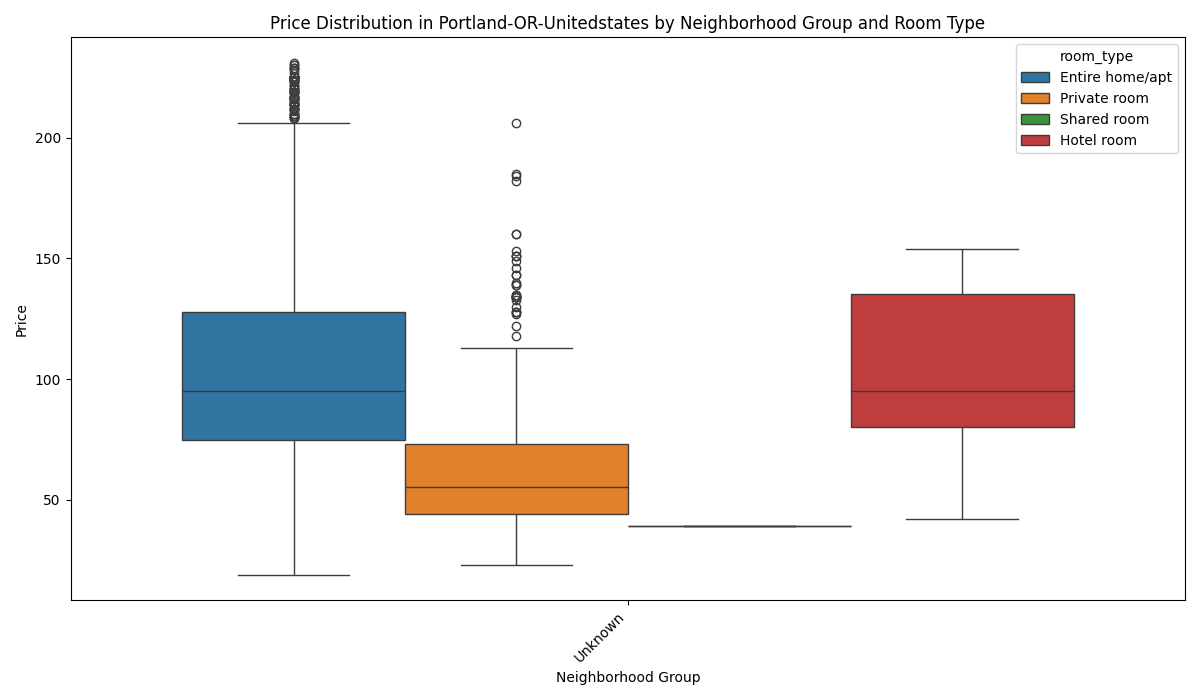 Price Distribution in Portland-OR-Unitedstates by Neighborhood Group and Room Type
room_type
Entire home/apt
Private room
Shared room
Hotel room
Price
200
150
100
50
Unknown
Neighborhood Group